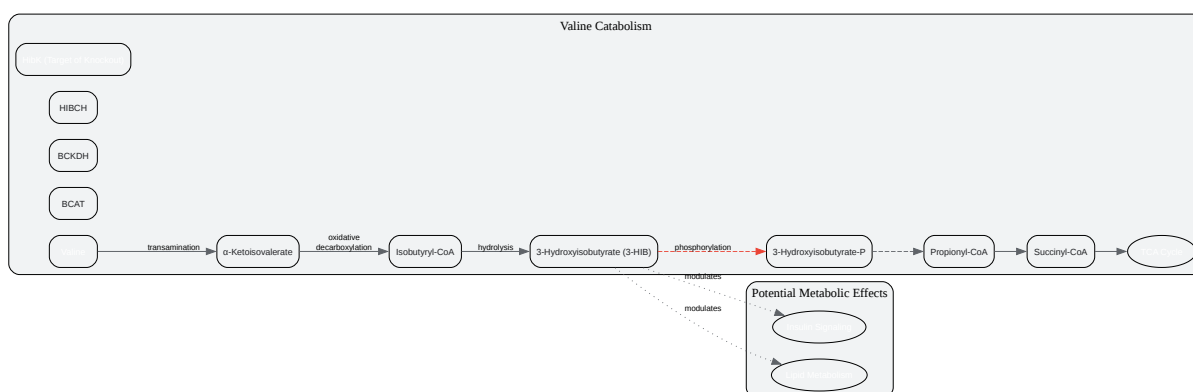 Valine Catabolism
HIBCH
BCKDH
BCAT
transamination
α-Ketoisovalerate
oxidative
decarboxylation
Isobutyryl-CoA
hydrolysis
3-Hydroxyisobutyrate (3-HIB)
phosphorylation
3-Hydroxyisobutyrate-P
Propionyl-CoA
Succinyl-CoA
modulates
Potential Metabolic Effects
modulates